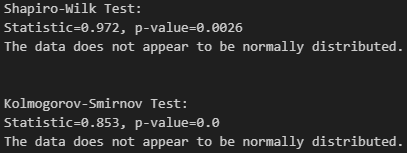 Shapiro-Wilk Test:
Statistic=0.972, p-value=0.0026
The data does not appear to be normally distributed.
Kolmogorov-Smirnov Test:
Statistic=0.853, p-value=0.0
The data does not appear to be normally distributed.